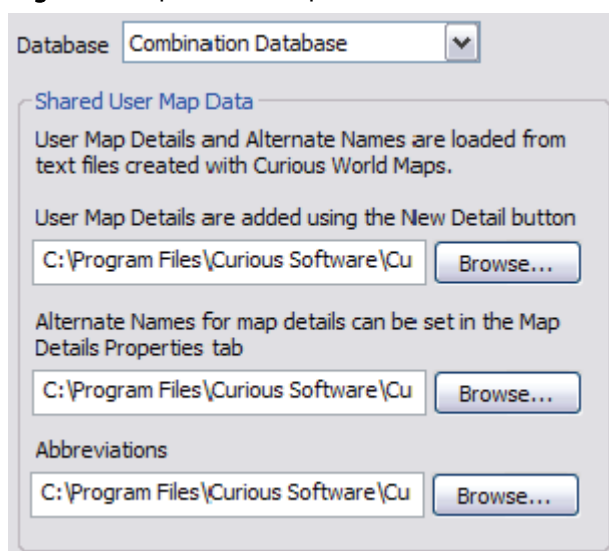 Database Combination Database
Shared User Map Data
User Map Details and Alternate Names are loaded from
text files created with Curious World Maps.
User Map Details are added using the New Detail button
C:\Program Files\Curious Software\Cu Browse...
Alternate Names for map details can be set in the Map
Details Properties tab
C:\Program Files\Curious Software\Cu Browse...
Abbreviations
C:\Program Files\Curious Software\Cu Browse...